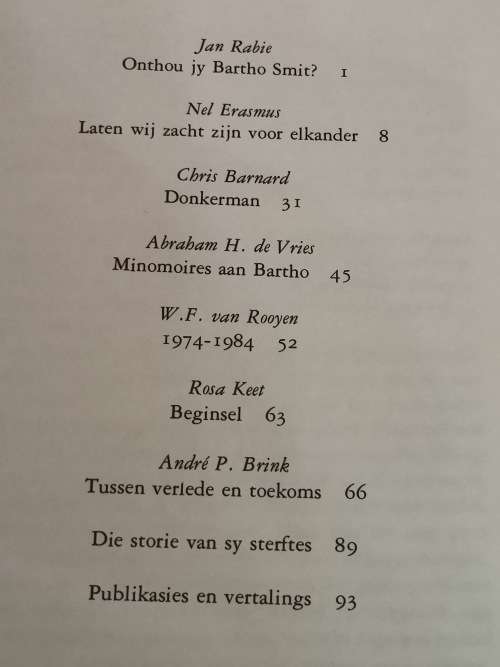 Jan Rabie
Onthou jy Bartho Smit? 1
Nel Erasmus
Laten wij zacht zijn voor elkander 8
Chris Barnard
Donkerman 31
Abraham H. de Vries
Minomoires aan Bartho 45
W.F. van Rooyen
1974-1984 52
Rosa Keet
Beginsel 63
André P. Brink
Tussen verlede en toekoms 66
Die storie van sy sterftes 89
Publikasies en vertalings 93